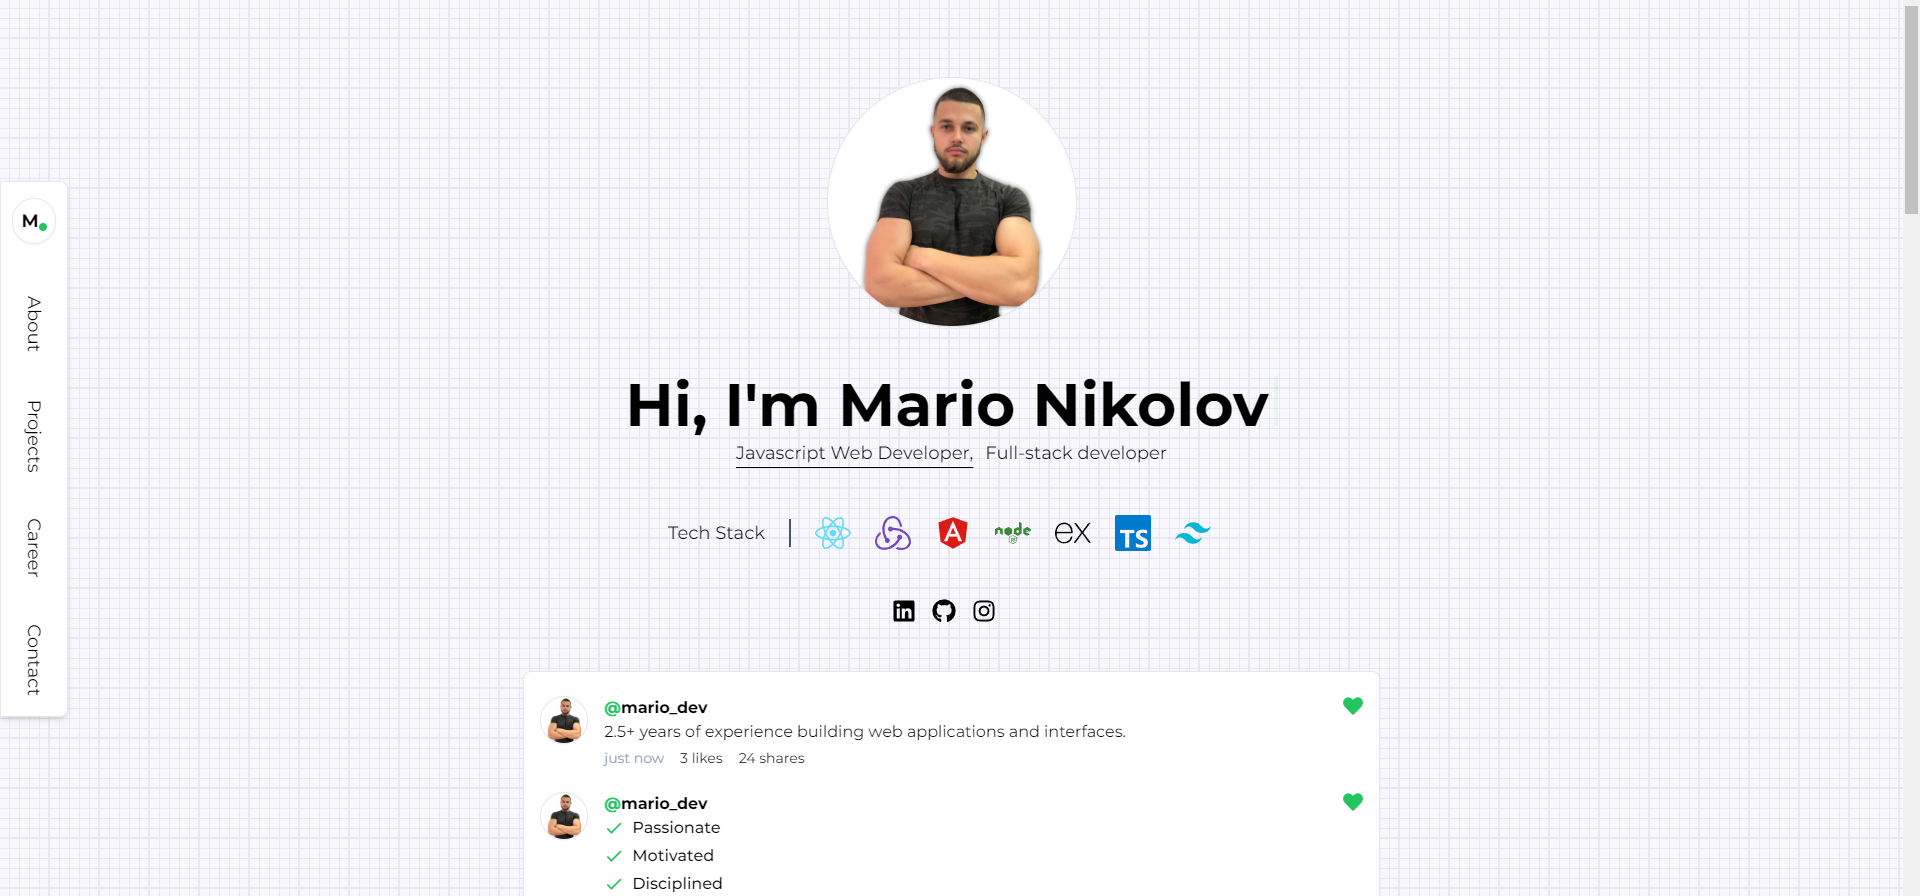 M.
About
Projects
Career
Contact
Hi, I'm Mario Nikolov
Javascript Web Developer, Full-stack developer
Tech Stack
node
JS
ex
TS
in
@mario_dev
2.5+ years of experience building web applications and interfaces.
just now 3 likes 24 shares
@mario_dev
Passionate
Motivated
Disciplined